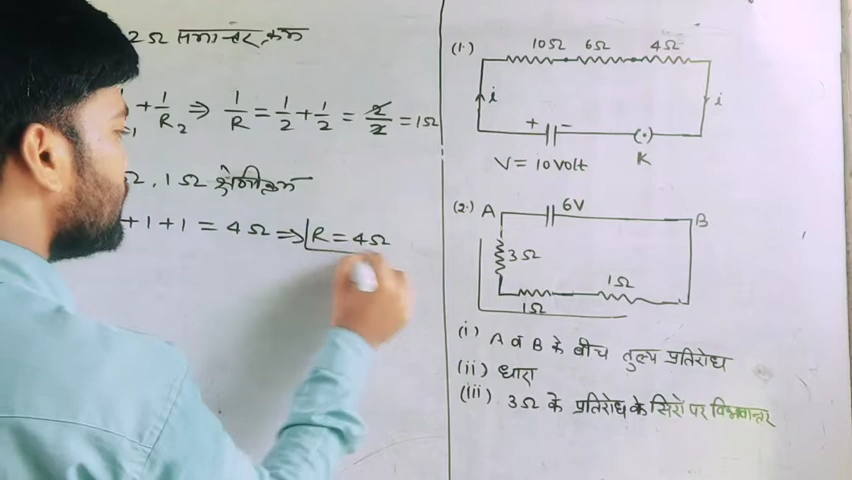 2Ω समान्तर क्रम
+ 1/R₂ ⇒ 1/R = 1/2 + 1/2 = 2/2 = 1Ω
Ω, 1Ω श्रेणीक्रम
+ 1 + 1 = 4Ω ⇒ R = 4Ω
(1.) 10Ω 6Ω 4Ω
i i
+ −
V = 10 Volt K
(2.) A 6V B
3Ω
1Ω
1Ω
(i) A व B के बीच तुल्य प्रतिरोध
(ii) धारा
(iii) 3Ω के प्रतिरोध के सिरों पर विभवान्तर